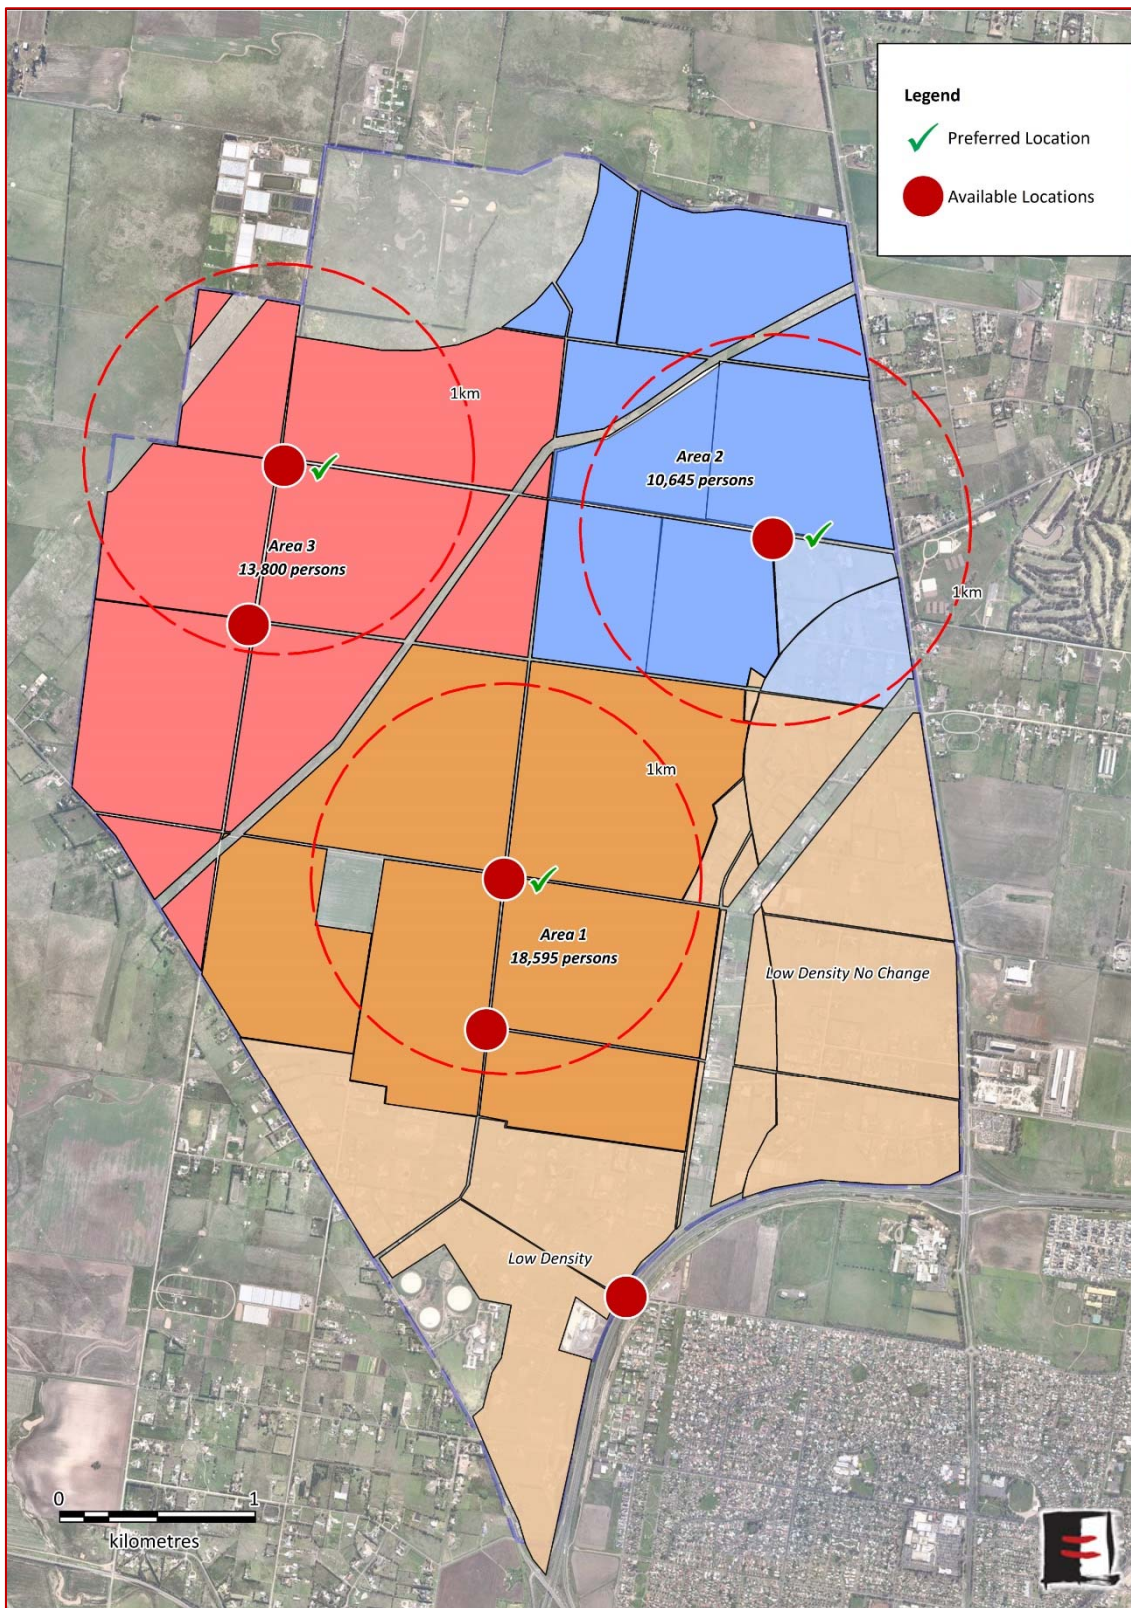 Legend
Preferred Location
Available Locations
1km
Area 2
10,645 persons
Area 3
13,800 persons
1km
1km
Area 1
18,595 persons
Low Density No Change
Low Density
0 1
kilometres